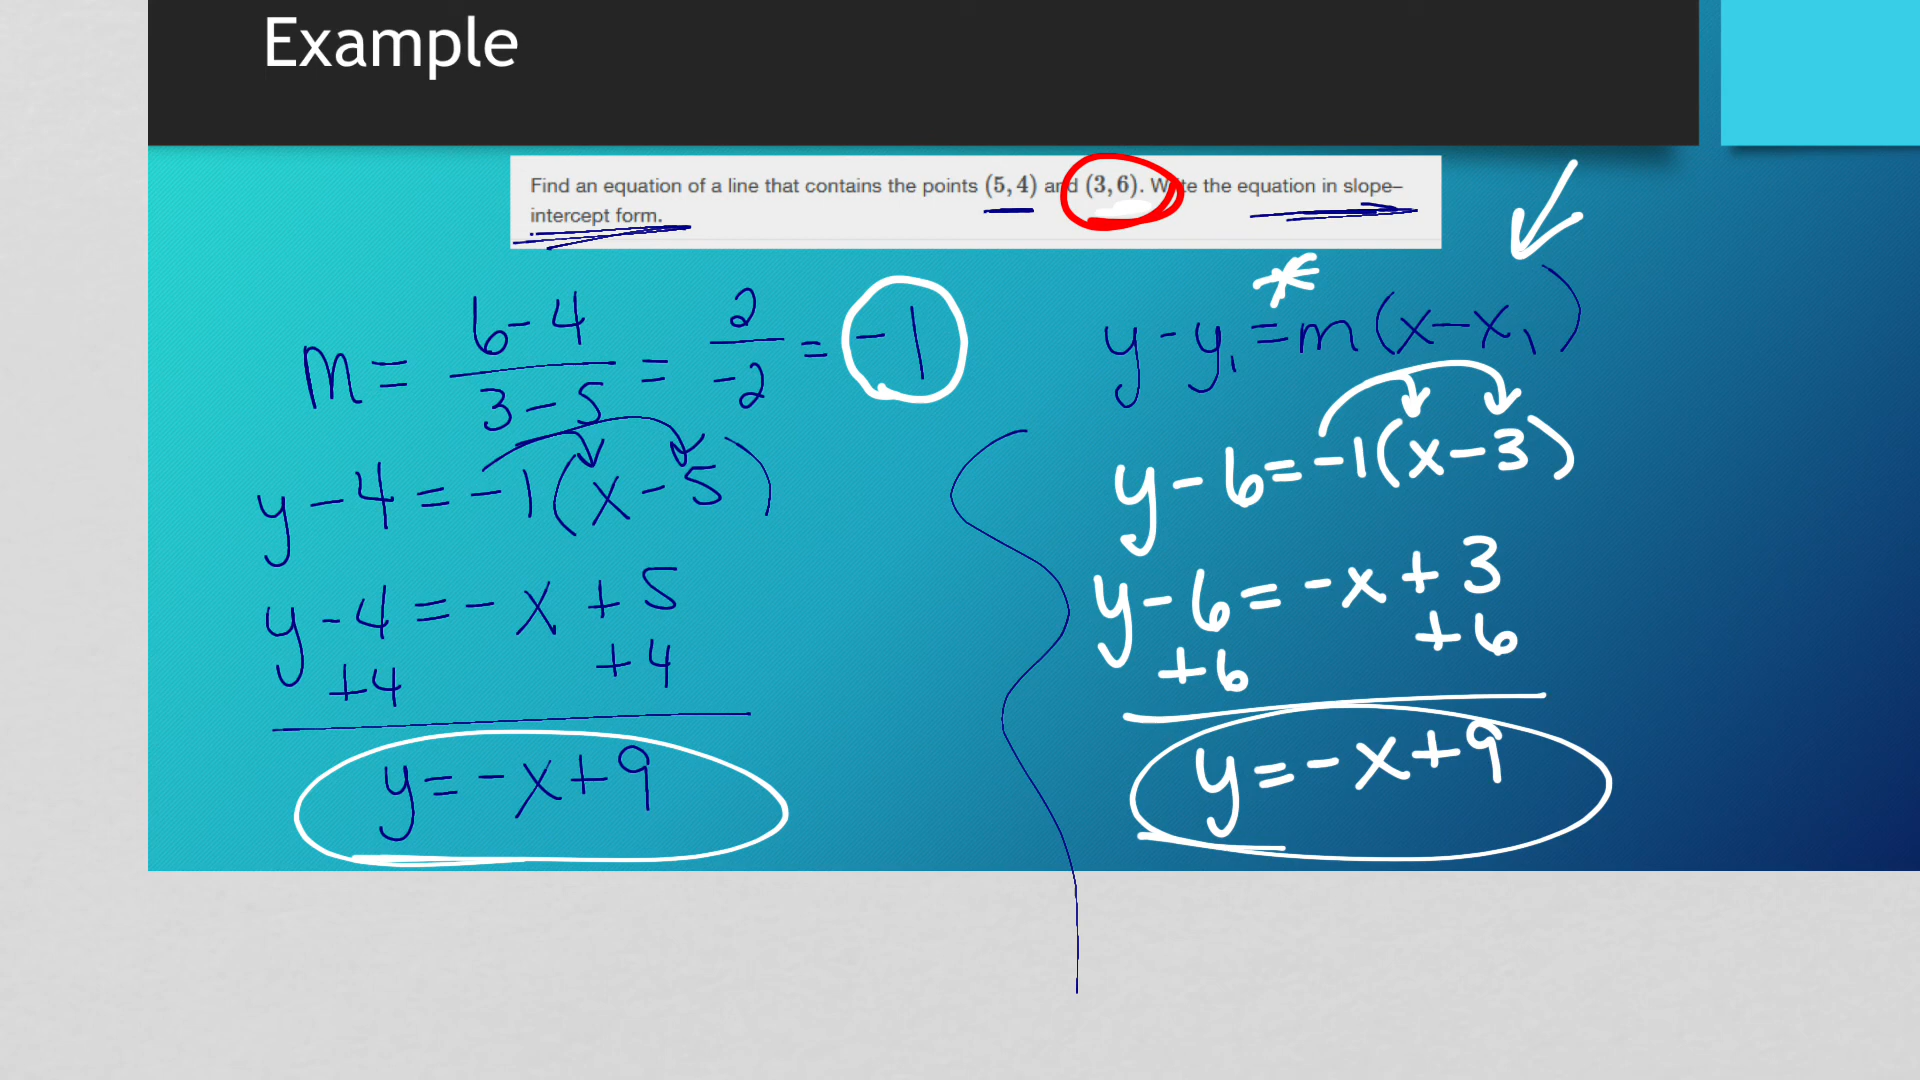 Example
Find an equation of a line that contains the points (5, 4) and (3, 6). Write the equation in slope–
intercept form.
m = 6-4 / 3-5 = 2 / -2 = -1
y-4 = -1(x-5)
y-4 = -x+5
+4 +4
y = -x+9
*
y-y₁ = m(x-x₁)
y-6 = -1(x-3)
y-6 = -x+3
+6 +6
y = -x+9